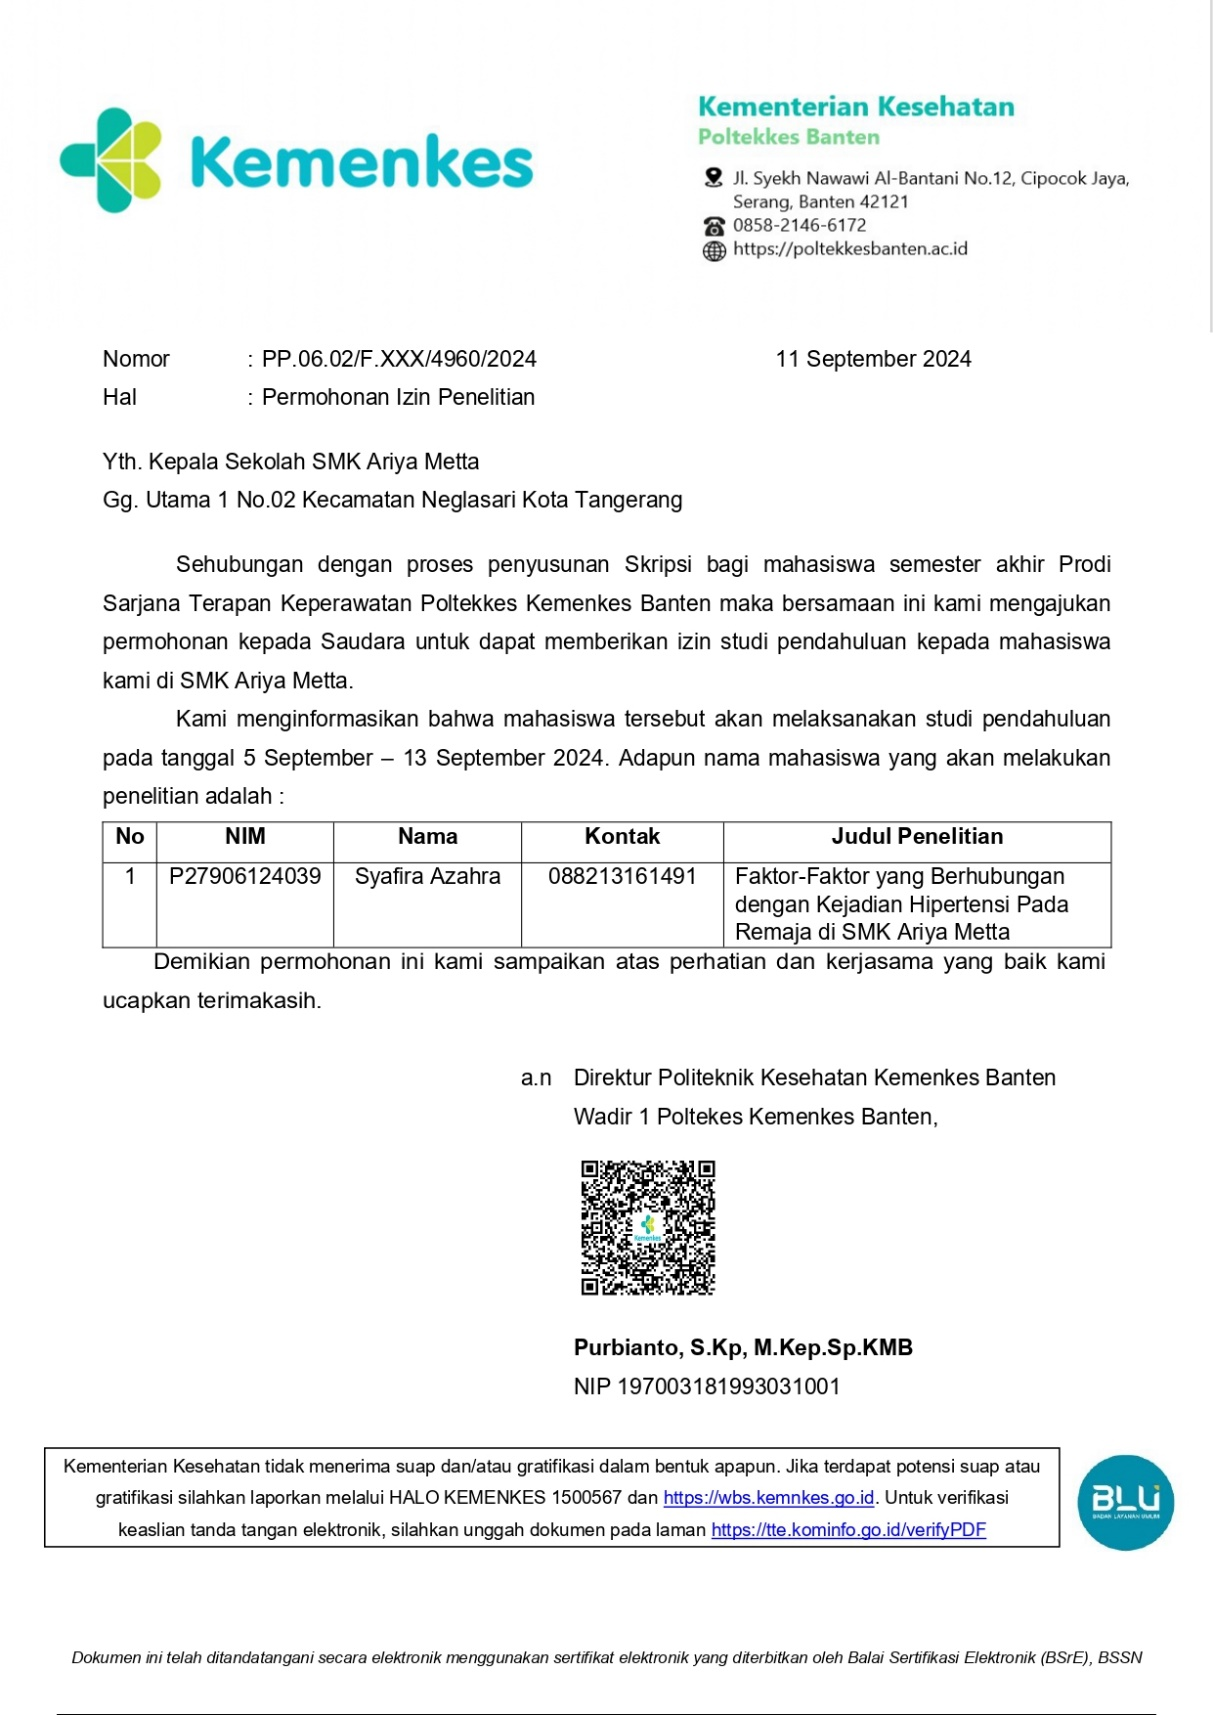 Kemenkes
Kementerian Kesehatan
Poltekkes Banten
Jl. Syekh Nawawi Al-Bantani No.12, Cipocok Jaya,
Serang, Banten 42121
0858-2146-6172
https://poltekkesbanten.ac.id
Nomor : PP.06.02/F.XXX/4960/2024 11 September 2024
Hal : Permohonan Izin Penelitian
Yth. Kepala Sekolah SMK Ariya Metta
Gg. Utama 1 No.02 Kecamatan Neglasari Kota Tangerang
Sehubungan dengan proses penyusunan Skripsi bagi mahasiswa semester akhir Prodi
Sarjana Terapan Keperawatan Poltekkes Kemenkes Banten maka bersamaan ini kami mengajukan
permohonan kepada Saudara untuk dapat memberikan izin studi pendahuluan kepada mahasiswa
kami di SMK Ariya Metta.
Kami menginformasikan bahwa mahasiswa tersebut akan melaksanakan studi pendahuluan
pada tanggal 5 September – 13 September 2024. Adapun nama mahasiswa yang akan melakukan
penelitian adalah :
No NIM Nama Kontak Judul Penelitian
1 P27906124039 Syafira Azahra 088213161491 Faktor-Faktor yang Berhubungan
dengan Kejadian Hipertensi Pada
Remaja di SMK Ariya Metta
Demikian permohonan ini kami sampaikan atas perhatian dan kerjasama yang baik kami
ucapkan terimakasih.
a.n Direktur Politeknik Kesehatan Kemenkes Banten
Wadir 1 Poltekes Kemenkes Banten,
Kemenkes
Purbianto, S.Kp, M.Kep.Sp.KMB
NIP 197003181993031001
Kementerian Kesehatan tidak menerima suap dan/atau gratifikasi dalam bentuk apapun. Jika terdapat potensi suap atau
gratifikasi silahkan laporkan melalui HALO KEMENKES 1500567 dan https://wbs.kemnkes.go.id. Untuk verifikasi
keaslian tanda tangan elektronik, silahkan unggah dokumen pada laman https://tte.kominfo.go.id/verifyPDF
BLU
BADAN LAYANAN UMUM
Dokumen ini telah ditandatangani secara elektronik menggunakan sertifikat elektronik yang diterbitkan oleh Balai Sertifikasi Elektronik (BSrE), BSSN